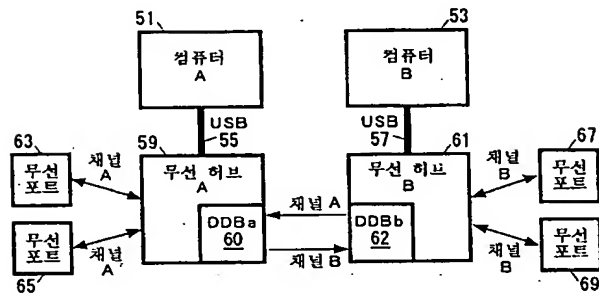 51
53
컴퓨터
A
컴퓨터
B
USB
55
USB
57
63
59
61
67
무선
포트
채널
A
무선 허브
A
무선 허브
B
채널
B
무선
포트
채널 A
DDBa
60
DDBb
62
채널 B
무선
포트
채널
A
채널
B
무선
포트
65
69